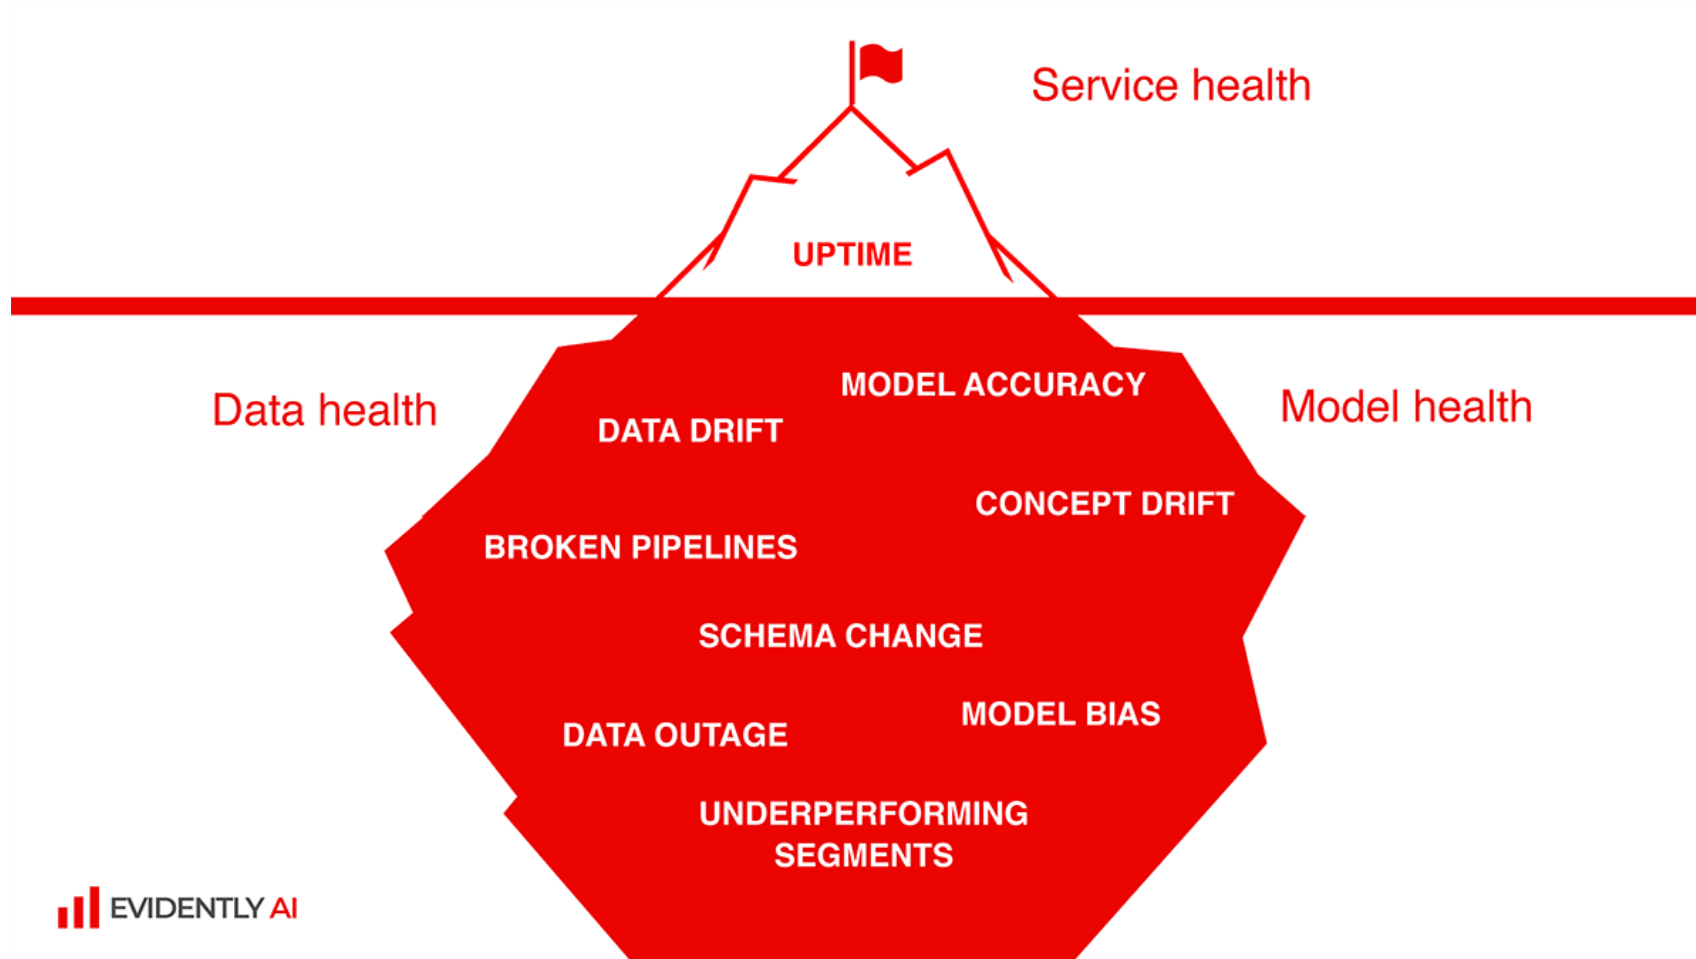 Service health
UPTIME
Data health
Model health
MODEL ACCURACY
DATA DRIFT
CONCEPT DRIFT
BROKEN PIPELINES
SCHEMA CHANGE
MODEL BIAS
DATA OUTAGE
UNDERPERFORMING
SEGMENTS
EVIDENTLY AI